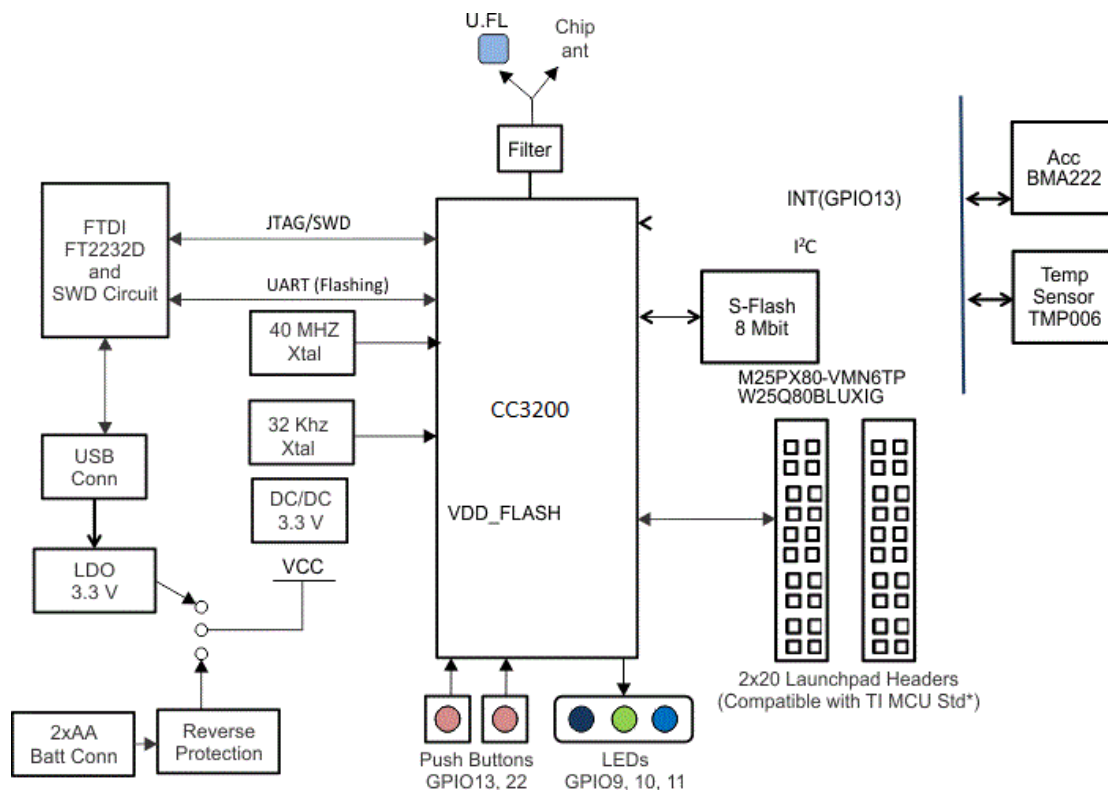 U.FL
Chip
ant
Filter
FTDI
FT2232D
and
SWD Circuit
JTAG/SWD
UART (Flashing)
40 MHZ
Xtal
32 Khz
Xtal
DC/DC
3.3 V
VCC
USB
Conn
LDO
3.3 V
2xAA
Batt Conn
Reverse
Protection
CC3200
VDD_FLASH
INT(GPIO13)
I²C
Acc
BMA222
Temp
Sensor
TMP006
S-Flash
8 Mbit
M25PX80-VMN6TP
W25Q80BLUXIG
2x20 Launchpad Headers
(Compatible with TI MCU Std*)
Push Buttons
GPIO13, 22
LEDs
GPIO9, 10, 11